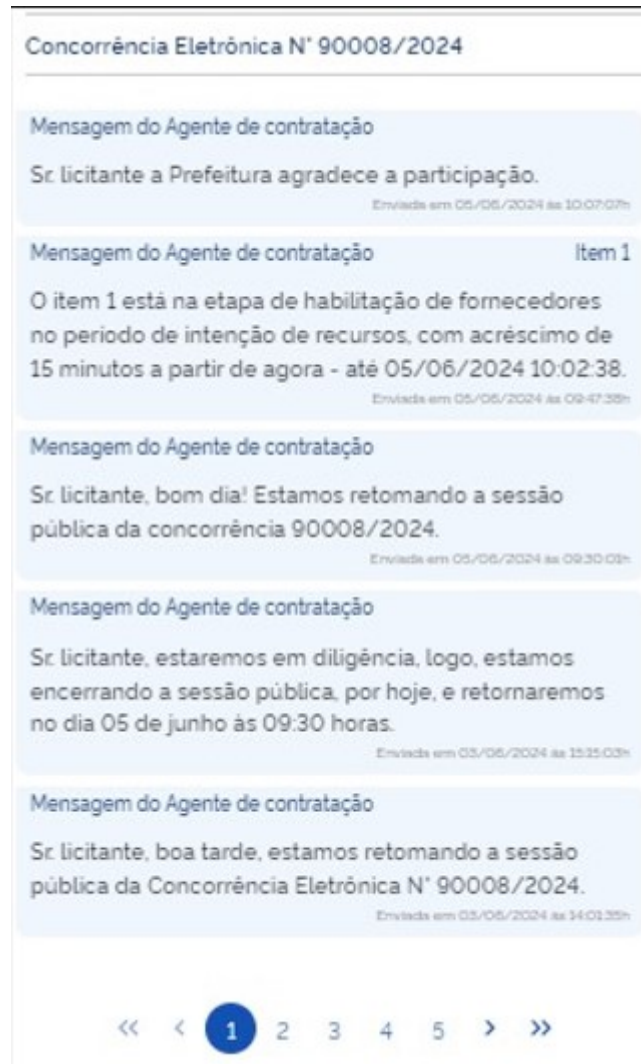 Concorrência Eletrônica N° 90008/2024
Mensagem do Agente de contratação
Sr. licitante a Prefeitura agradece a participação.
Enviada em 05/06/2024 às 10:07:07h
Mensagem do Agente de contratação Item 1
O item 1 está na etapa de habilitação de fornecedores
no período de intenção de recursos, com acréscimo de
15 minutos a partir de agora - até 05/06/2024 10:02:38.
Enviada em 05/06/2024 às 09:47:38h
Mensagem do Agente de contratação
Sr. licitante, bom dia! Estamos retomando a sessão
pública da concorrência 90008/2024.
Enviada em 05/06/2024 às 09:30:01h
Mensagem do Agente de contratação
Sr. licitante, estaremos em diligência, logo, estamos
encerrando a sessão pública, por hoje, e retornaremos
no dia 05 de junho às 09:30 horas.
Enviada em 03/06/2024 às 15:15:03h
Mensagem do Agente de contratação
Sr. licitante, boa tarde, estamos retomando a sessão
pública da Concorrência Eletrônica N° 90008/2024.
Enviada em 03/06/2024 às 14:01:35h
« < 1 2 3 4 5 > »